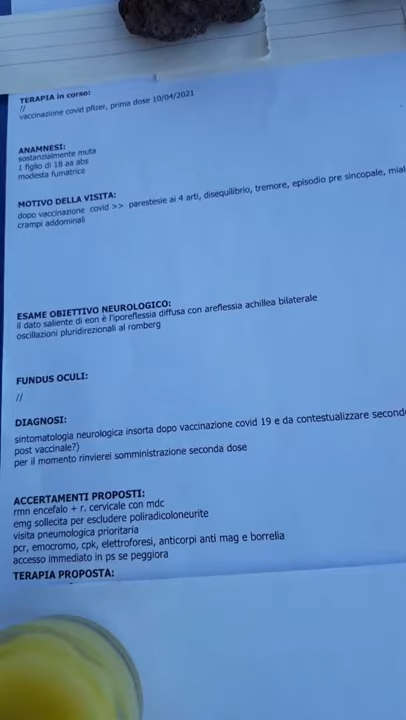 TERAPIA in corso:
//
vaccinazione covid pfizer, prima dose 10/04/2021
ANAMNESI:
sostanzialmente muta
1 figlio di 18 aa abs
modesta fumatrice
MOTIVO DELLA VISITA:
dopo vaccinazione covid >> parestesie ai 4 arti, disequilibrio, tremore, episodio pre sincopale, mial
crampi addominali
ESAME OBIETTIVO NEUROLOGICO:
il dato saliente di eon è l'iporeflessia diffusa con areflessia achillea bilaterale
oscillazioni pluridirezionali al romberg
FUNDUS OCULI:
//
DIAGNOSI:
sintomatologia neurologica insorta dopo vaccinazione covid 19 e da contestualizzare second
post vaccinale?)
per il momento rinvierei somministrazione seconda dose
ACCERTAMENTI PROPOSTI:
rmn encefalo + r. cervicale con mdc
emg sollecita per escludere poliradicoloneurite
visita pneumologica prioritaria
pcr, emocromo, cpk, elettroforesi, anticorpi anti mag e borrelia
accesso immediato in ps se peggiora
TERAPIA PROPOSTA: